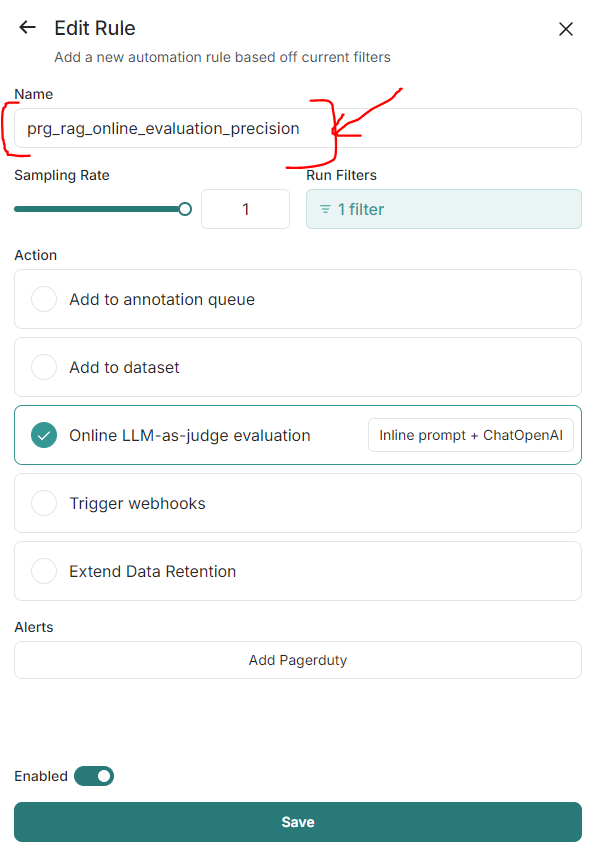 Edit Rule
Add a new automation rule based off current filters
Name
prg_rag_online_evaluation_precision
Sampling Rate
Run Filters
1
1 filter
Action
Add to annotation queue
Add to dataset
Online LLM-as-judge evaluation
Inline prompt + ChatOpenAI
Trigger webhooks
Extend Data Retention
Alerts
Add Pagerduty
Enabled
Save